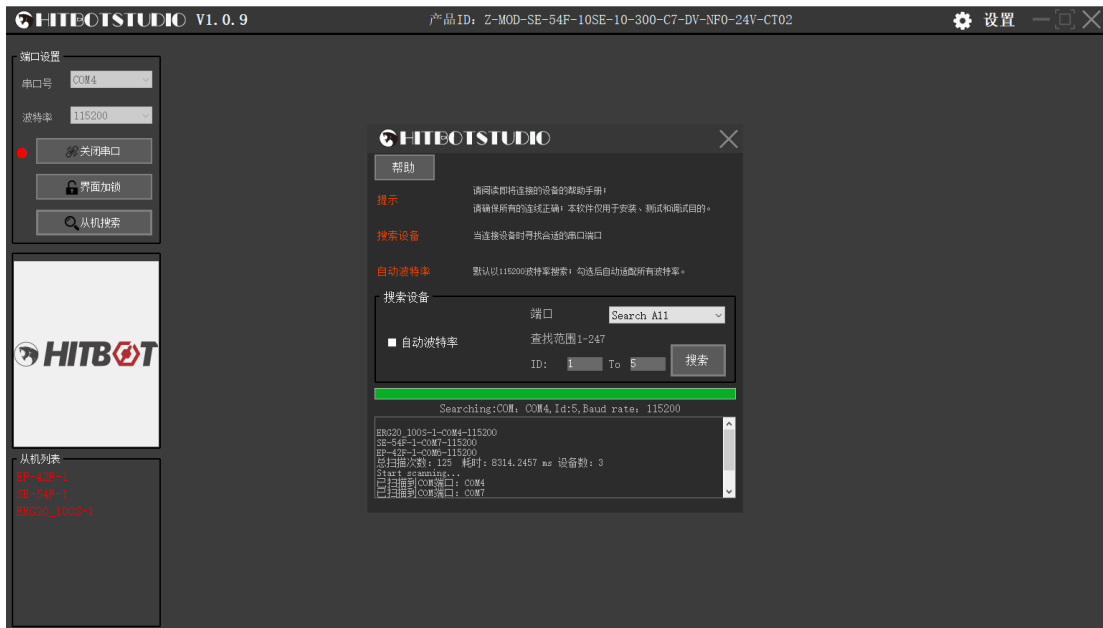 HITBOTSTUDIO V1.0.9
产品ID: Z-MOD-SE-54F-10SE-10-300-C7-DV-NF0-24V-CT02
设置
端口设置
串口号 COM4
波特率 115200
关闭串口
界面加锁
从机搜索
HITBOT
从机列表
EP-42F-1
SE-54F-1
ERG20_100S-1
HITBOTSTUDIO
帮助
提示
请阅读即将连接的设备的帮助手册;
请确保所有的连线正确; 本软件仅用于安装、测试和调试目的。
搜索设备 当连接设备时寻找合适的串口端口
自动波特率 默认以115200波特率搜索; 勾选后自动适配所有波特率。
搜索设备
端口 Search All
自动波特率
查找范围1-247
ID: 1 To 5 搜索
Searching:COM: COM4,Id:5,Baud rate: 115200
ERG20_100S-1-COM4-115200
SE-54F-1-COM7-115200
EP-42F-1-COM6-115200
总扫描次数: 125 耗时: 8314.2457 ms 设备数: 3
Start scanning...
已扫描到COM端口: COM4
已扫描到COM端口: COM7